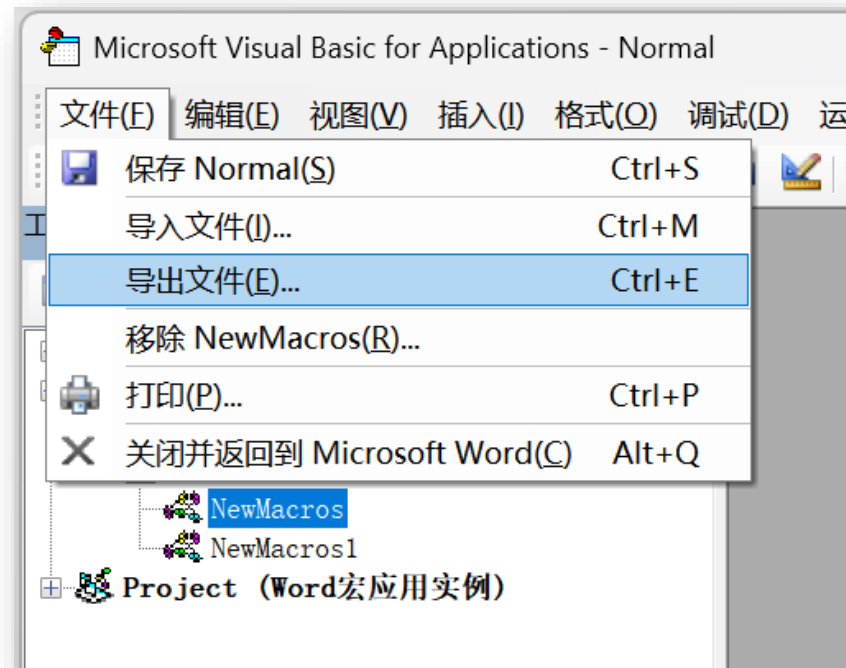 Microsoft Visual Basic for Applications - Normal
文件(F) 编辑(E) 视图(V) 插入(I) 格式(O) 调试(D) 运
保存 Normal(S) Ctrl+S
导入文件(I)... Ctrl+M
导出文件(E)... Ctrl+E
移除 NewMacros(R)...
打印(P)... Ctrl+P
关闭并返回到 Microsoft Word(C) Alt+Q
NewMacros
NewMacros1
Project (Word宏应用实例)